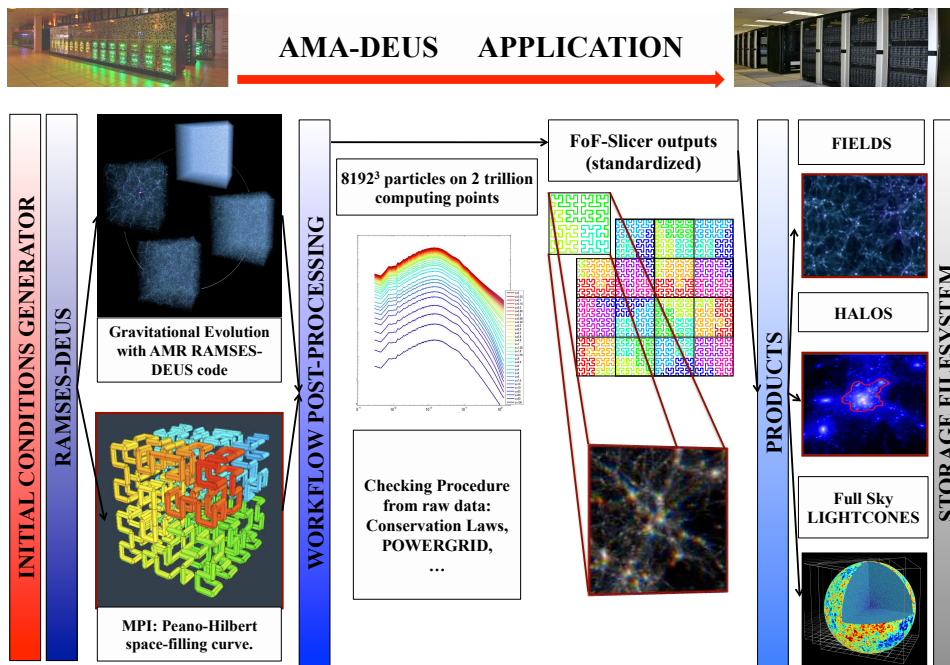 AMA-DEUS APPLICATION
INITIAL CONDITIONS GENERATOR
RAMSES-DEUS
Gravitational Evolution
with AMR RAMSES-
DEUS code
MPI: Peano-Hilbert
space-filling curve.
WORKFLOW POST-PROCESSING
8192³ particles on 2 trillion
computing points
Checking Procedure
from raw data:
Conservation Laws,
POWERGRID,
…
FoF-Slicer outputs
(standardized)
PRODUCTS
FIELDS
HALOS
Full Sky
LIGHTCONES
STORAGE FILESYSTEM